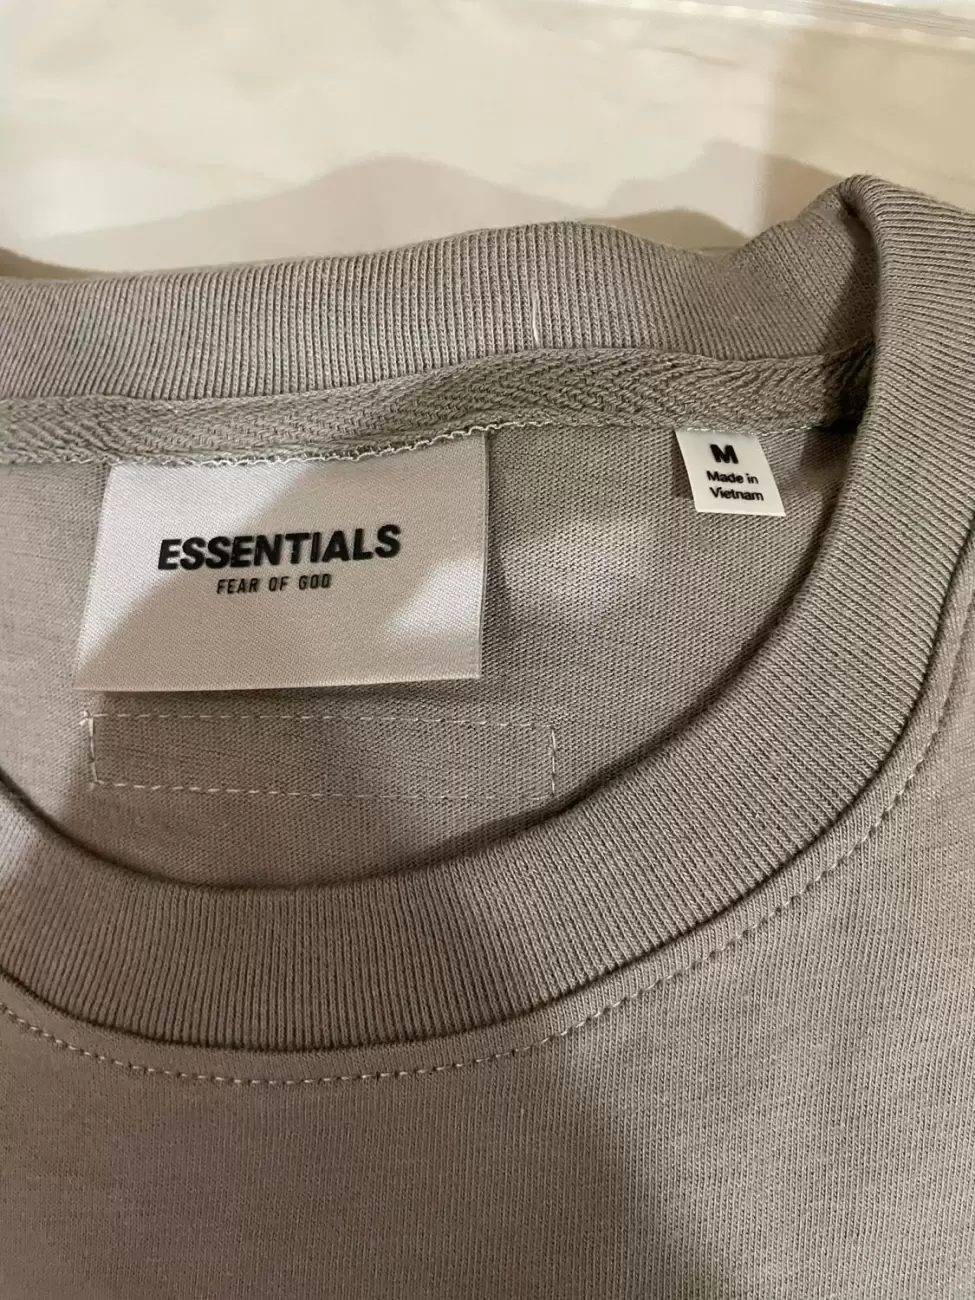 ESSENTIALS
FEAR OF GOD
M
Made in
Vietnam